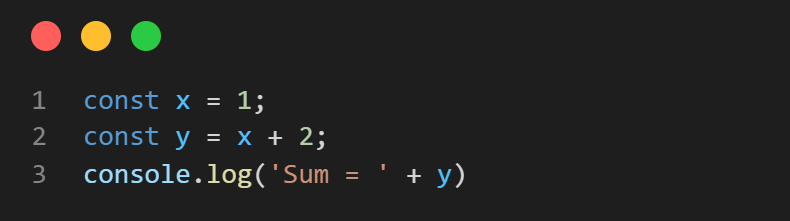 1 const x = 1;
2 const y = x + 2;
3 console.log('Sum = ' + y)